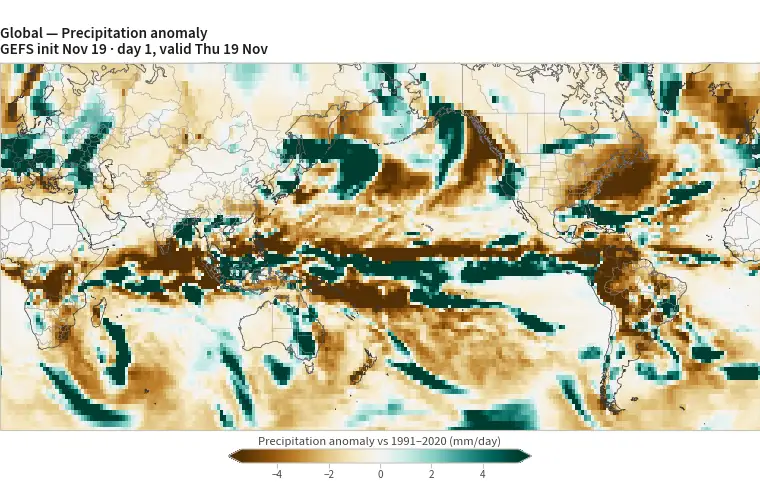 Global — Precipitation anomaly
GEFS init Nov 19 · day 1, valid Thu 19 Nov
Precipitation anomaly vs 1991–2020 (mm/day)
−4 −2 0 2 4